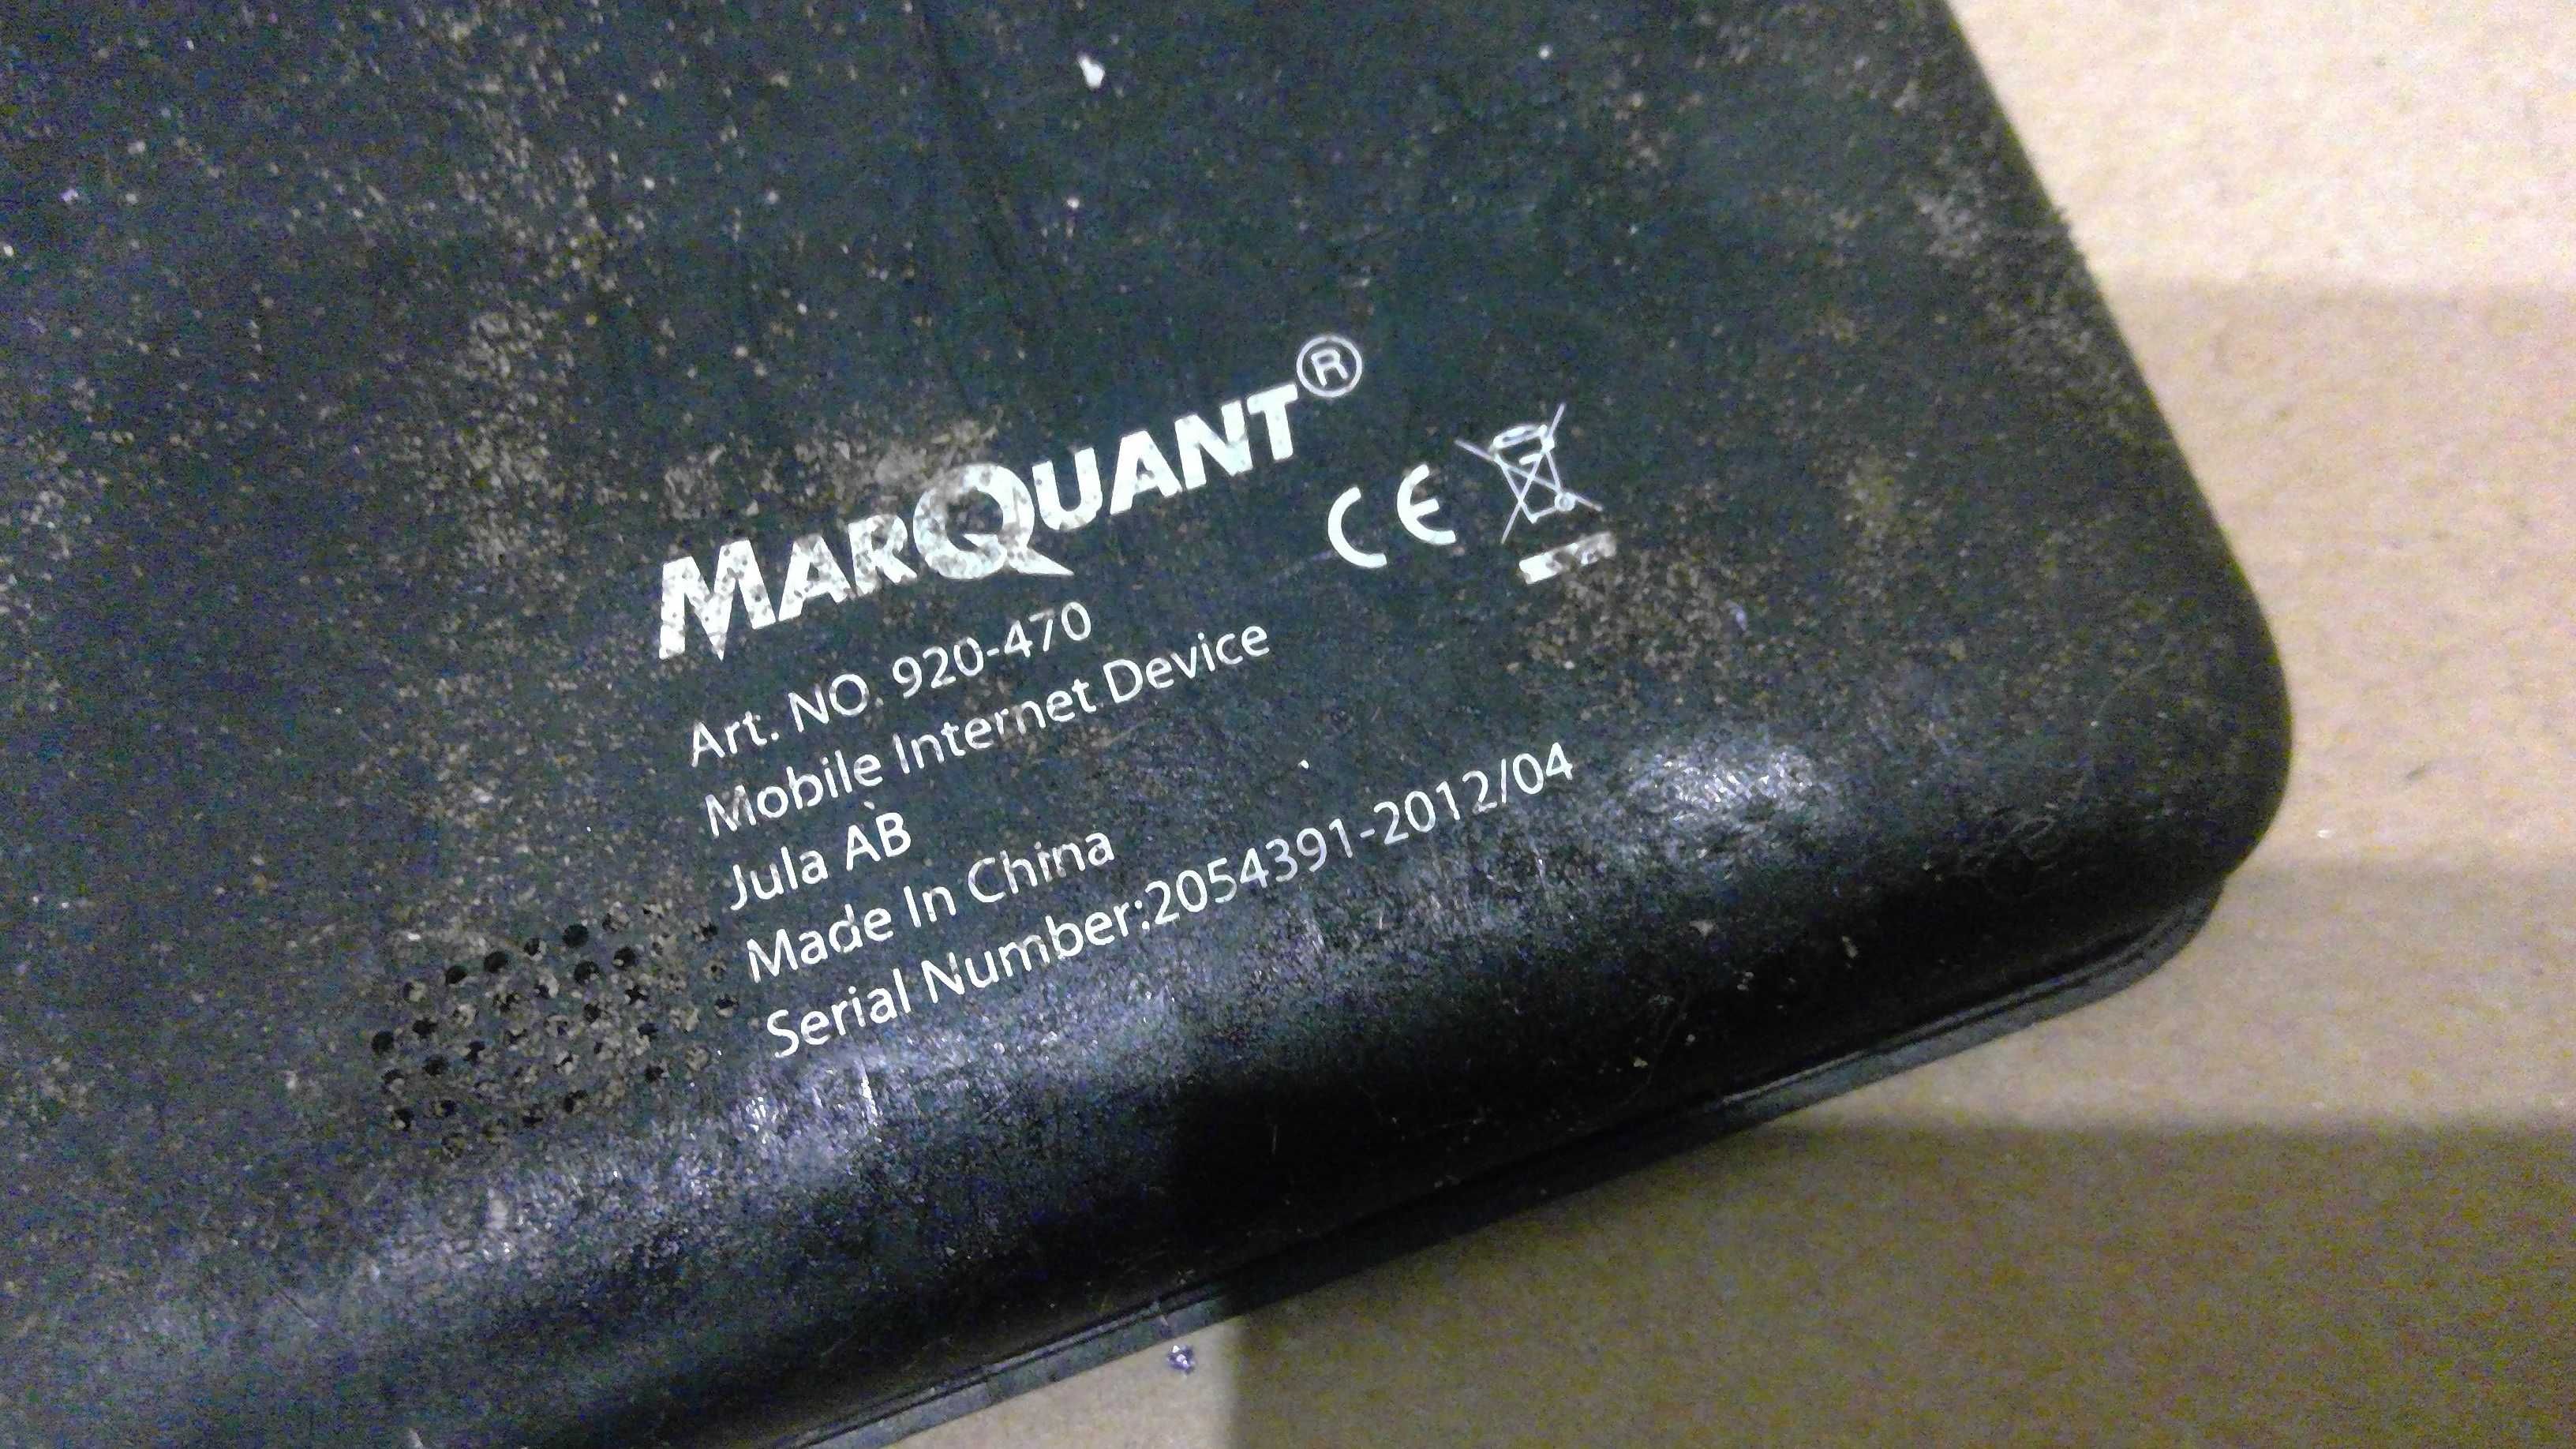 MARQUANT®
CE
Art. NO. 920-470
Mobile Internet Device
Jula AB
Made In China
Serial Number:2054391-2012/04